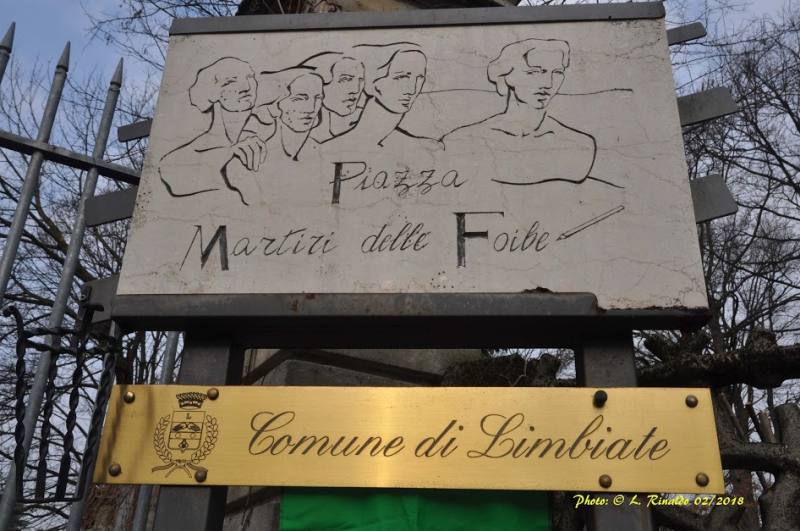 Piazza
Martiri delle Foibe
Comune di Limbiate
Photo: © L. Rinaldo 02/2018